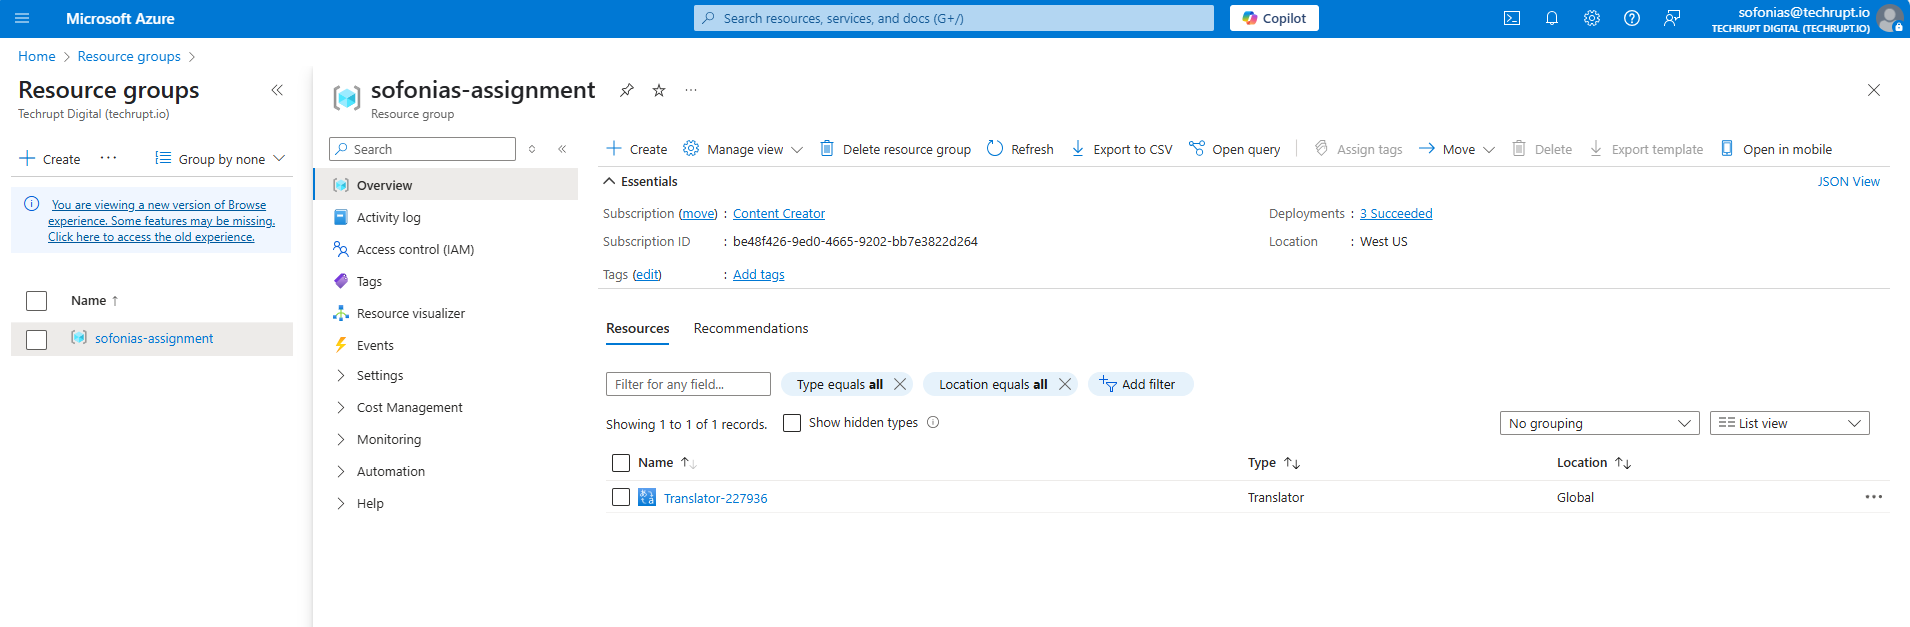 Microsoft Azure
Search resources, services, and docs (G+/)
Copilot
sofonias@techrupt.io
TECHRUPT DIGITAL (TECHRUPT.IO)
Home > Resource groups >
Resource groups
Techrupt Digital (techrupt.io)
Create
Group by none
You are viewing a new version of Browse
experience. Some features may be missing.
Click here to access the old experience.
Name ↑
sofonias-assignment
sofonias-assignment
Resource group
Search
Overview
Activity log
Access control (IAM)
Tags
Resource visualizer
Events
Settings
Cost Management
Monitoring
Automation
Help
Create Manage view Delete resource group Refresh Export to CSV Open query Assign tags Move Delete Export template Open in mobile
Essentials
JSON View
Subscription (move) : Content Creator
Subscription ID : be48f426-9ed0-4665-9202-bb7e3822d264
Tags (edit) : Add tags
Deployments : 3 Succeeded
Location : West US
Resources Recommendations
Filter for any field... Type equals all Location equals all Add filter
Showing 1 to 1 of 1 records. Show hidden types
No grouping List view
Name ↑↓ Type ↑↓ Location ↑↓
Translator-227936 Translator Global